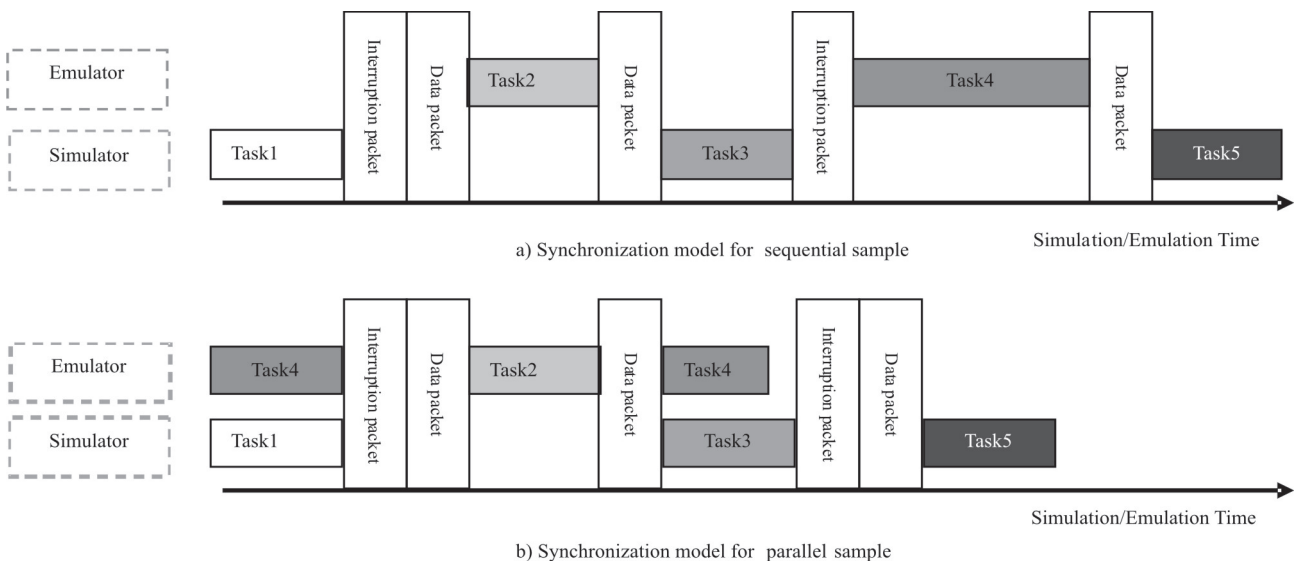 Emulator
Simulator
Task1
Interruption packet
Data packet
Task2
Data packet
Task3
Interruption packet
Task4
Data packet
Task5
Simulation/Emulation Time
a) Synchronization model for sequential sample
Emulator
Simulator
Task4
Task1
Interruption packet
Data packet
Task2
Data packet
Task4
Task3
Interruption packet
Data packet
Task5
Simulation/Emulation Time
b) Synchronization model for parallel sample